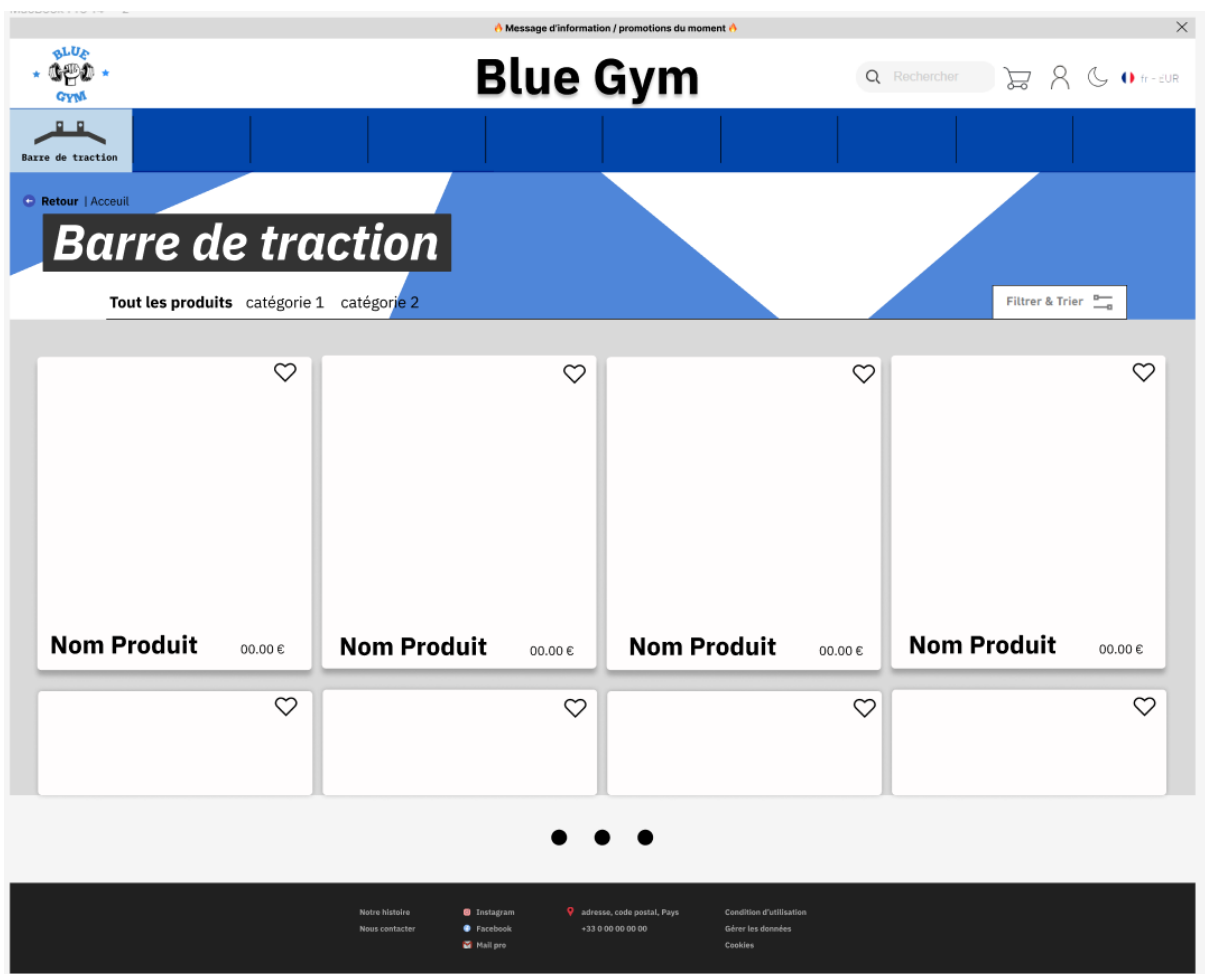 🔥 Message d'information / promotions du moment 🔥
BLUE
GYM
Blue Gym
Rechercher
fr - EUR
Barre de traction
Retour | Acceuil
Barre de traction
Tout les produits catégorie 1 catégorie 2
Filtrer & Trier
Nom Produit 00.00 €
Nom Produit 00.00 €
Nom Produit 00.00 €
Nom Produit 00.00 €
Notre histoire Instagram adresse, code postal, Pays Condition d'utilisation
Nous contacter Facebook +33 0 00 00 00 00 Gérer les données
Mail pro Cookies